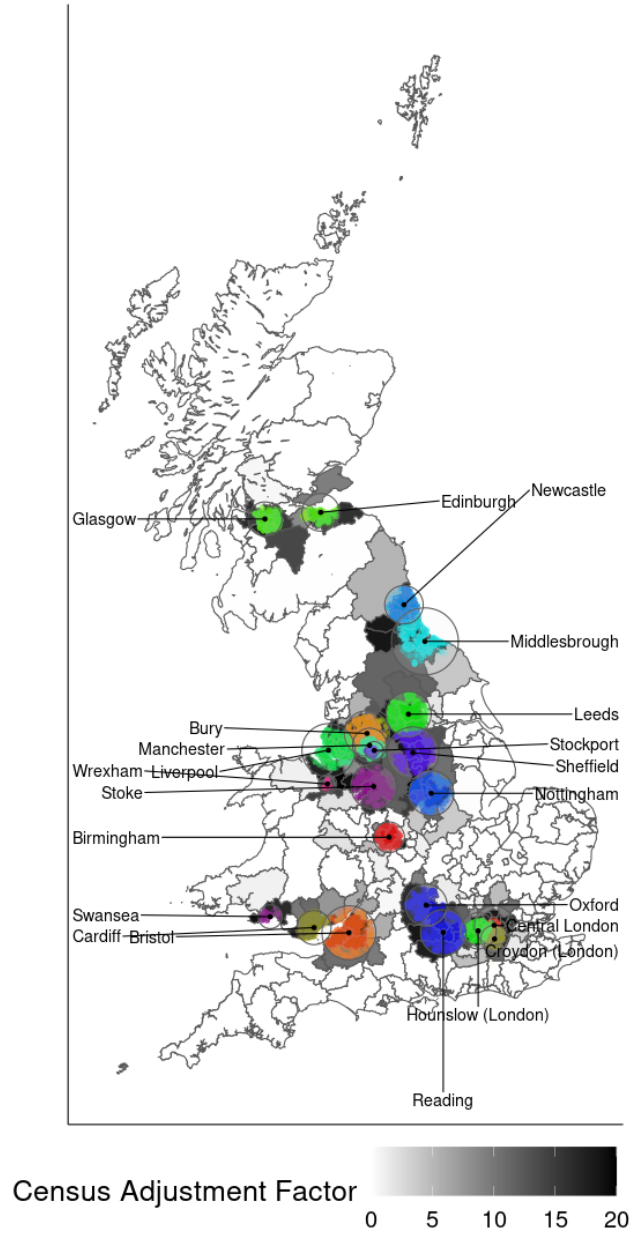 Newcastle
Edinburgh
Glasgow
Middlesbrough
Leeds
Bury
Manchester
Stockport
Sheffield
Wrexham
Liverpool
Stoke
Nottingham
Birmingham
Oxford
Swansea
Central London
Cardiff
Bristol
Croydon (London)
Hounslow (London)
Reading
Census Adjustment Factor
0 5 10 15 20